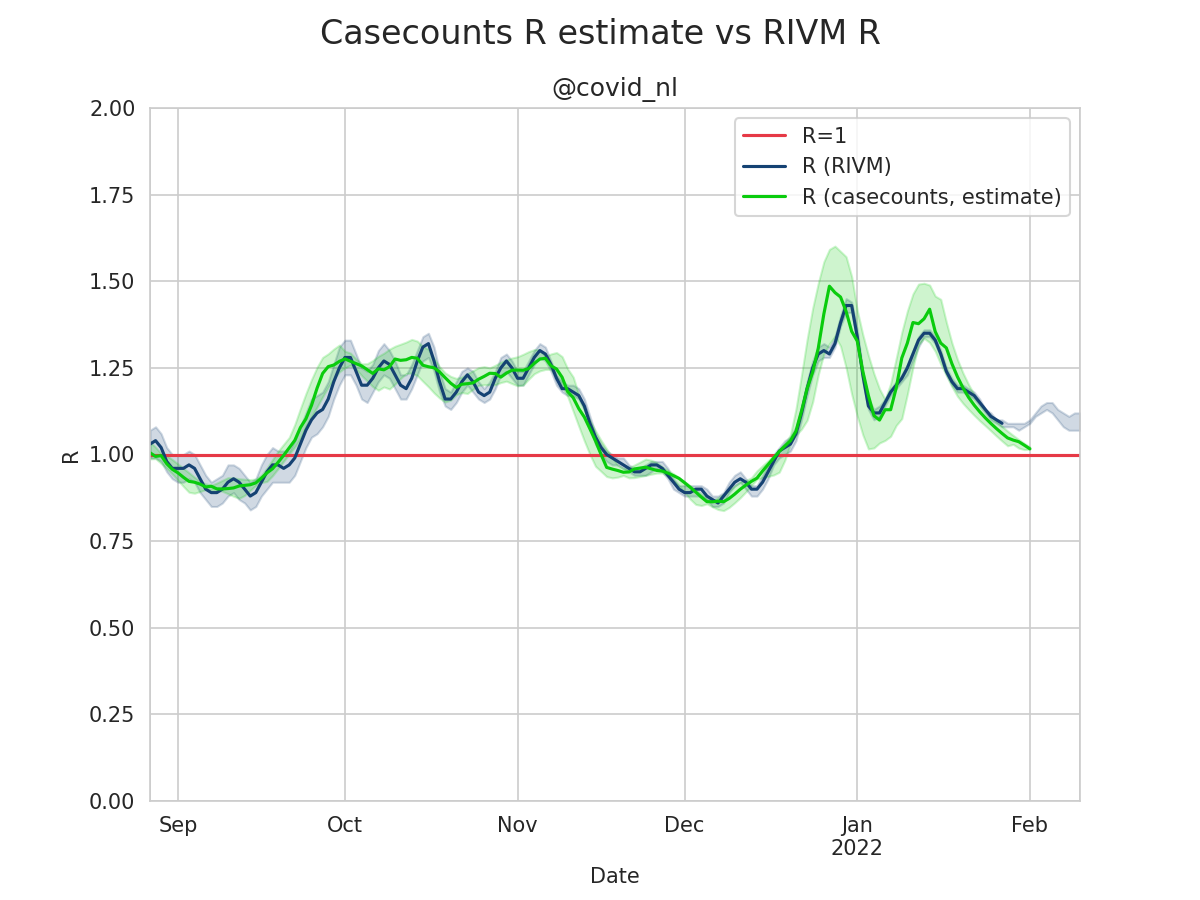 Casecounts R estimate vs RIVM R
@covid_nl
2.00
1.75
1.50
1.25
1.00
0.75
0.50
0.25
0.00
R
R=1
R (RIVM)
R (casecounts, estimate)
Sep Oct Nov Dec Jan Feb
2022
Date